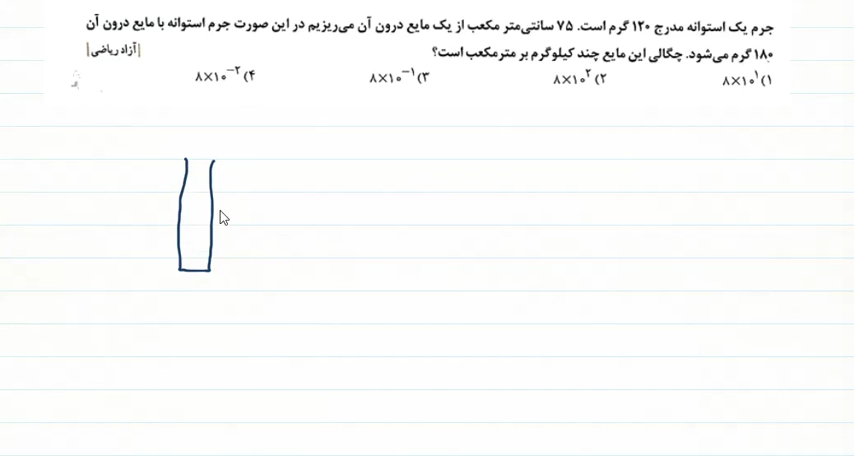 جرم یک استوانه مدرج ۱۲۰ گرم است. ۷۵ سانتی‌متر مکعب از یک مایع درون آن می‌ریزیم در این صورت جرم استوانه با مایع درون آن
۱۸۰ گرم می‌شود. چگالی این مایع چند کیلوگرم بر مترمکعب است؟ |آزاد ریاضی|
۱) ۸×۱۰^۱ ۲) ۸×۱۰^۲ ۳) ۸×۱۰^−۱ ۴) ۸×۱۰^−۲